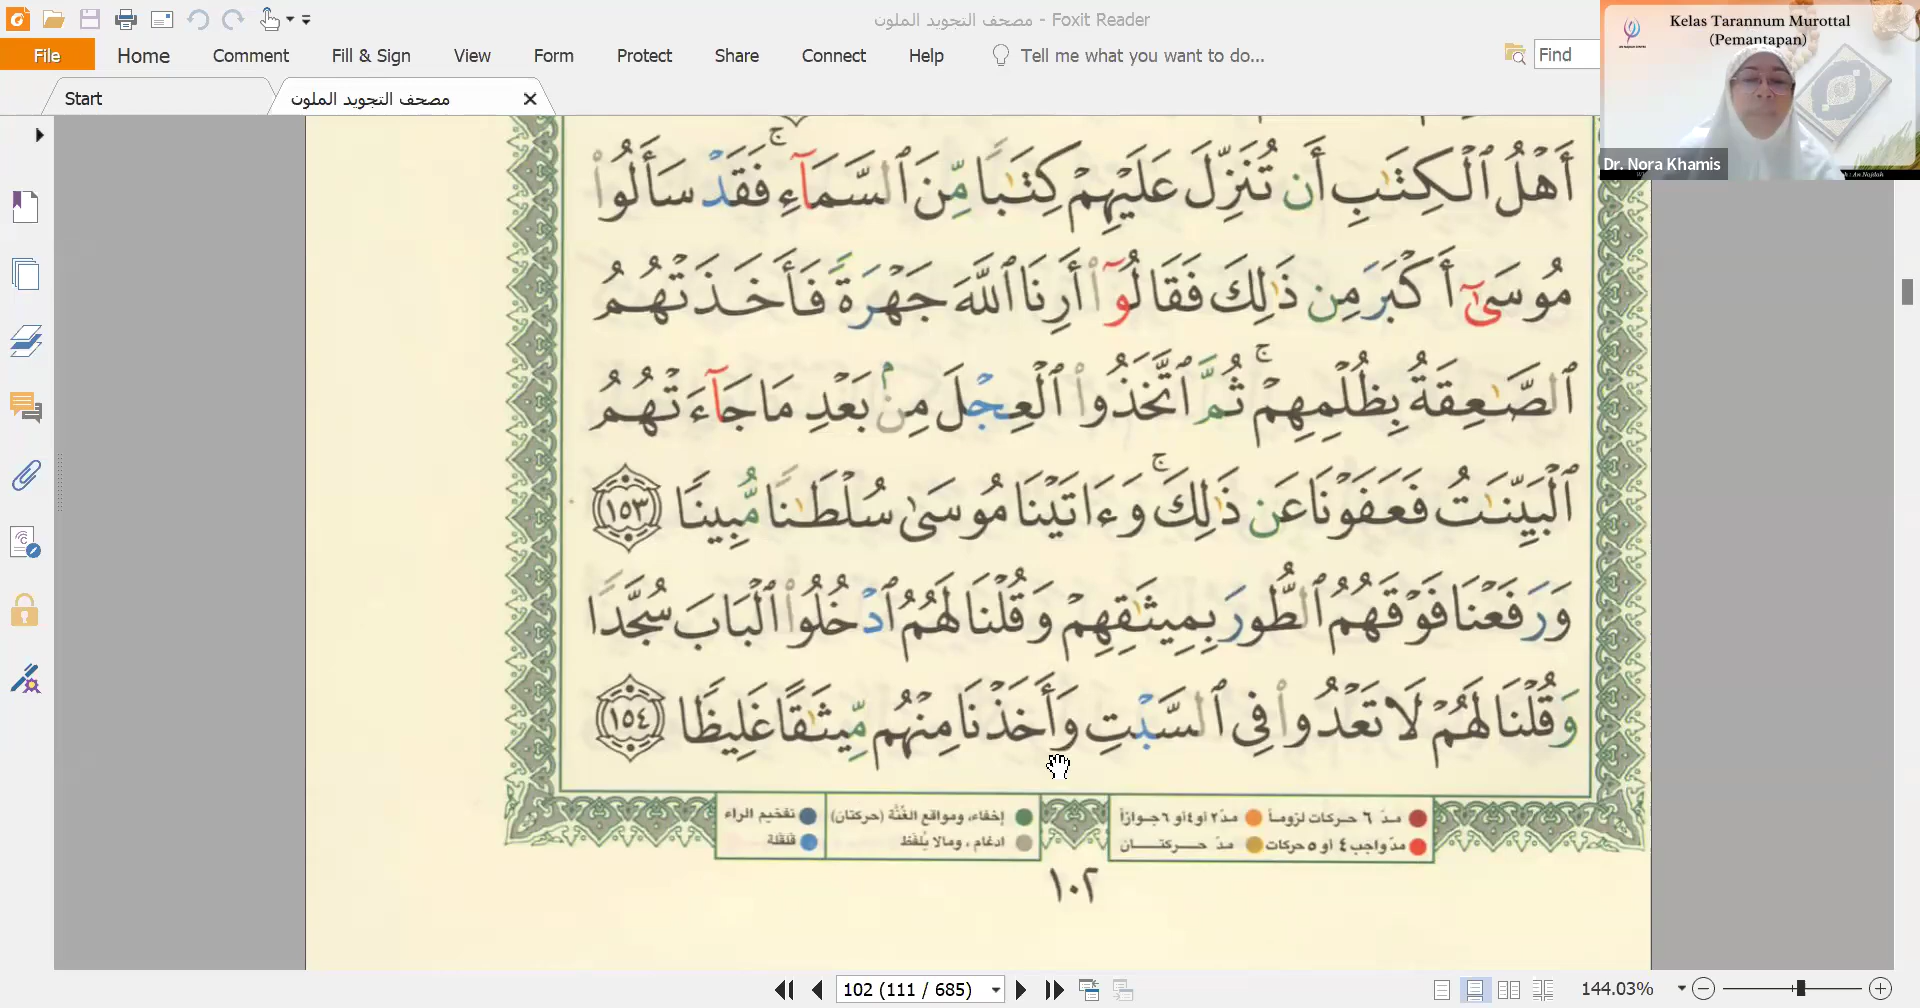 مصحف التجويد الملون - Foxit Reader
File Home Comment Fill & Sign View Form Protect Share Connect Help Tell me what you want to do... Find
Start مصحف التجويد الملون
Kelas Tarannum Murottal
(Pemantapan)
Dr. Nora Khamis
أَهْلُ ٱلْكِتَٰبِ أَن تُنَزِّلَ عَلَيْهِمْ كِتَٰبًا مِّنَ ٱلسَّمَآءِ ۚ فَقَدْ سَأَلُوا۟
مُوسَىٰٓ أَكْبَرَ مِن ذَٰلِكَ فَقَالُوٓا۟ أَرِنَا ٱللَّهَ جَهْرَةً فَأَخَذَتْهُمُ
ٱلصَّٰعِقَةُ بِظُلْمِهِمْ ۚ ثُمَّ ٱتَّخَذُوا۟ ٱلْعِجْلَ مِنۢ بَعْدِ مَا جَآءَتْهُمُ
ٱلْبَيِّنَٰتُ فَعَفَوْنَا عَن ذَٰلِكَ ۚ وَءَاتَيْنَا مُوسَىٰ سُلْطَٰنًا مُّبِينًا ١٥٣
وَرَفَعْنَا فَوْقَهُمُ ٱلطُّورَ بِمِيثَٰقِهِمْ وَقُلْنَا لَهُمُ ٱدْخُلُوا۟ ٱلْبَابَ سُجَّدًا
وَقُلْنَا لَهُمْ لَا تَعْدُوا۟ فِى ٱلسَّبْتِ وَأَخَذْنَا مِنْهُم مِّيثَٰقًا غَلِيظًا ١٥٤
مدّ ٦ حركات لزوماً مدّ ٢ أو ٤ أو ٦ جوازاً إخفاء، ومواقع الغُنَّة (حركتان) تفخيم الراء
مدّ واجب ٤ أو ٥ حركات مدّ حركتان ادغام ، ومالا يُلفَظ قلقلة
١٠٢
102 (111 / 685) 144.03%